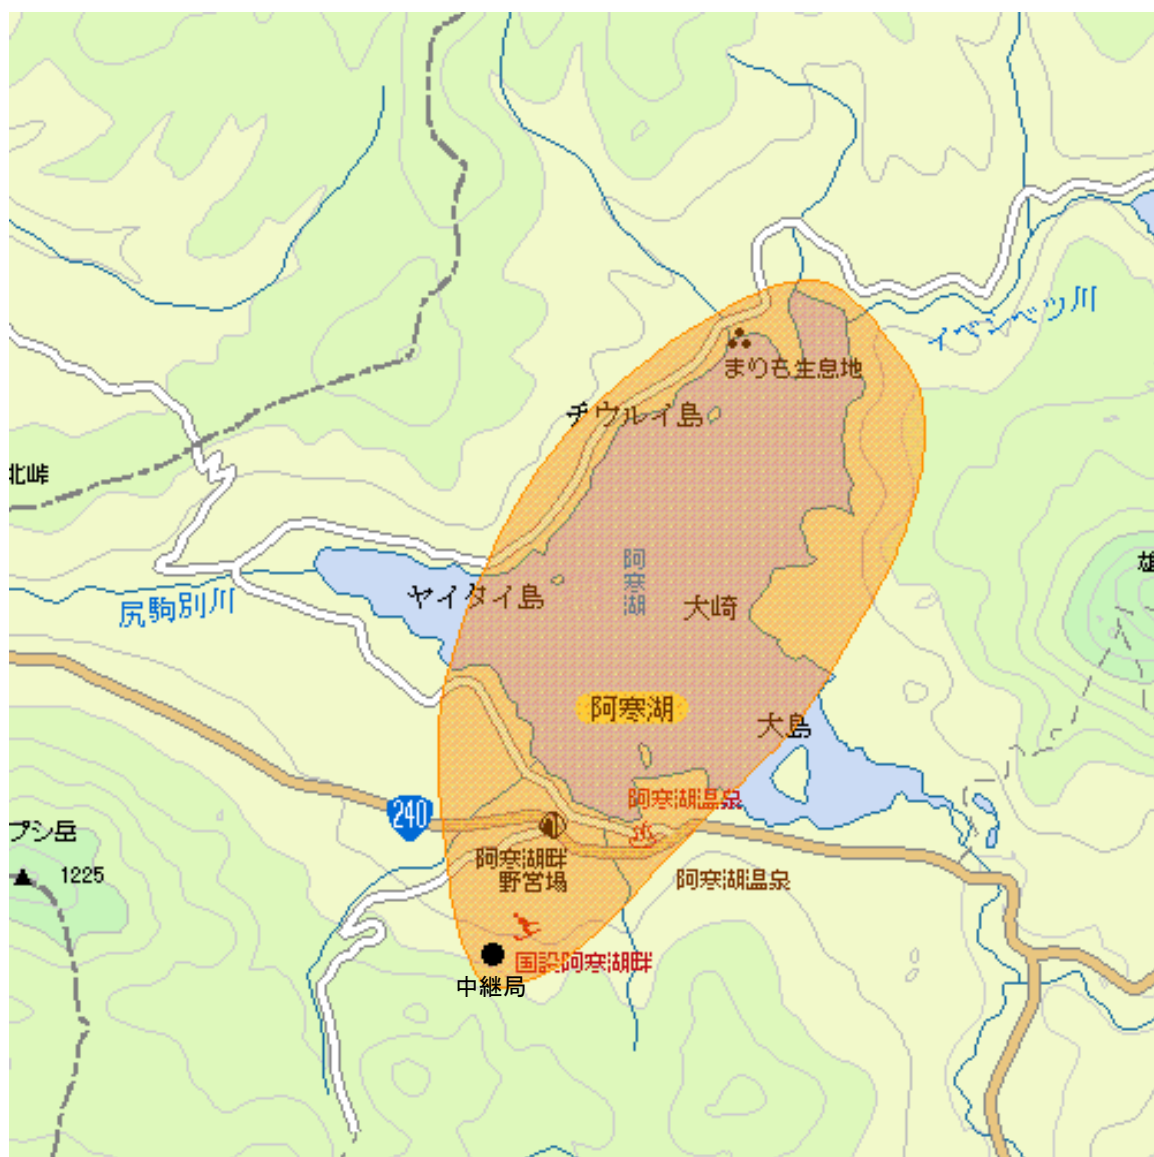 イベンベツ川
まりも生息地
チウルイ島
北峠
阿寒湖
雄
ヤイタイ島
尻駒別川
大崎
阿寒湖
大島
阿寒湖温泉
240
プシ岳
阿寒湖畔
野営場
1225
阿寒湖温泉
国設阿寒湖畔
中継局